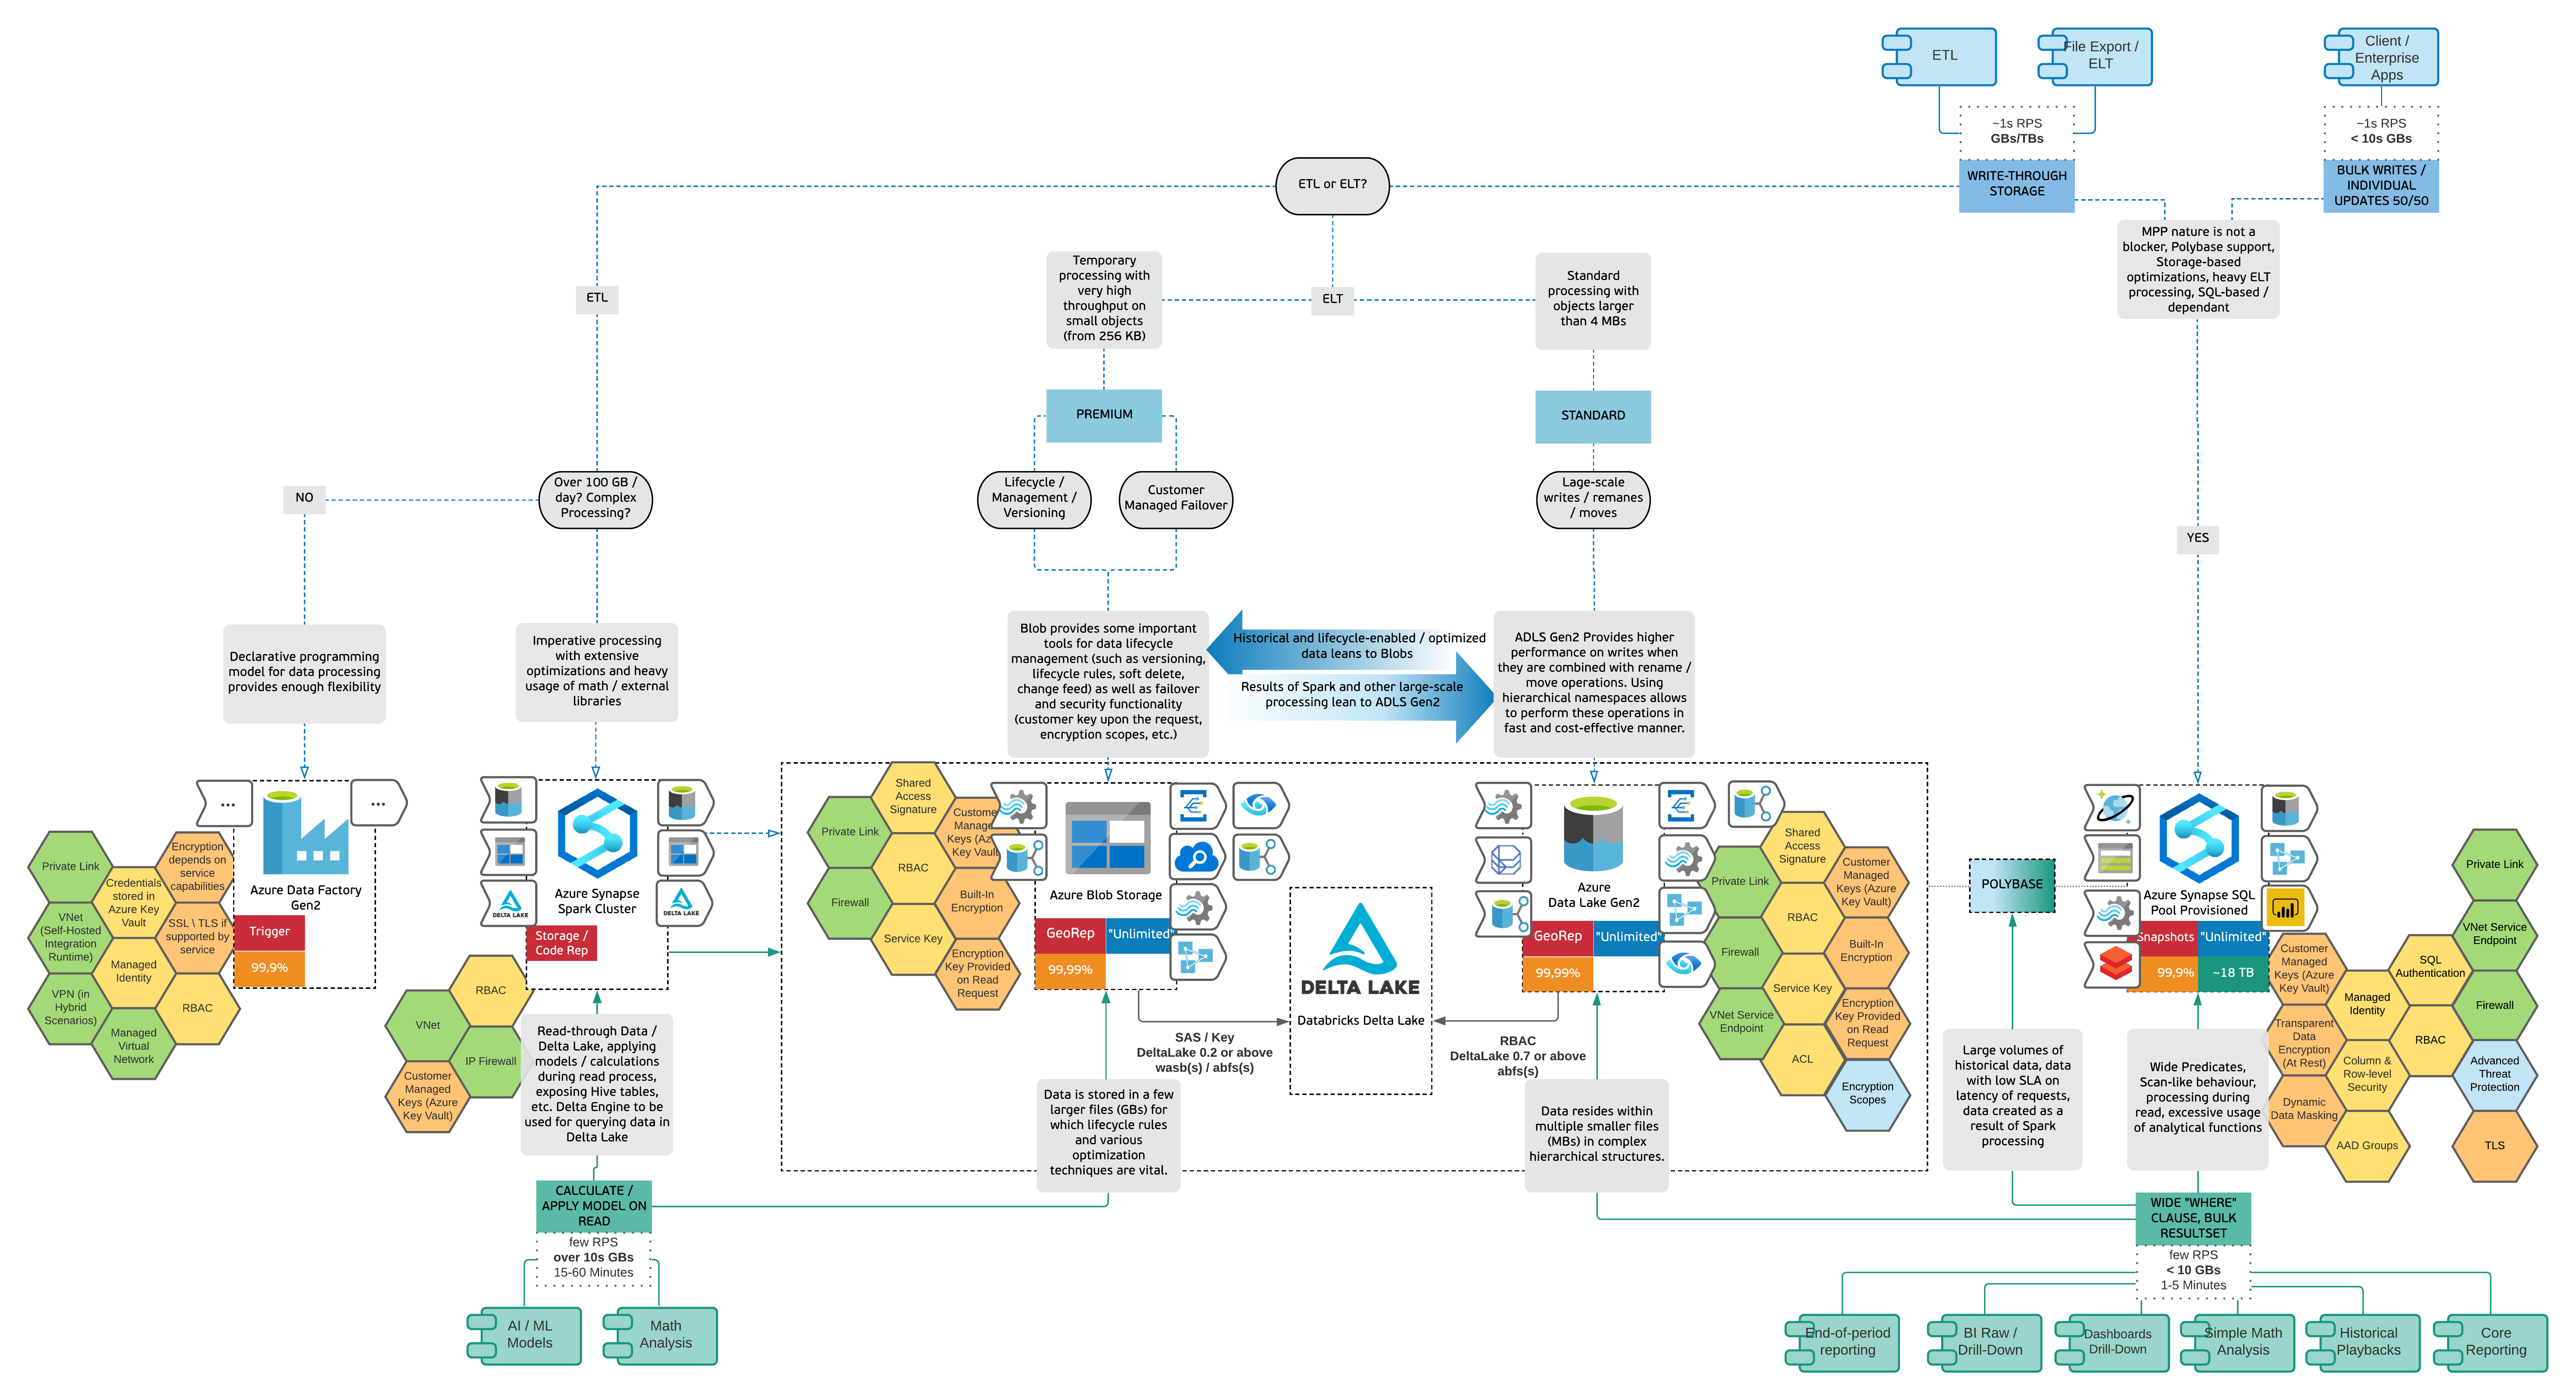 ETL
File Export /
ELT
Client /
Enterprise
Apps
~1s RPS
GBs/TBs
~1s RPS
< 10s GBs
WRITE-THROUGH
STORAGE
BULK WRITES /
INDIVIDUAL
UPDATES 50/50
ETL or ELT?
MPP nature is not a
blocker, Polybase support,
Storage-based
optimizations, heavy ELT
processing, SQL-based /
dependant
Temporary
processing with
very high
throughput on
small objects
(from 256 KB)
ETL
ELT
Standard
processing with
objects larger
than 4 MBs
PREMIUM
STANDARD
NO
Over 100 GB /
day? Complex
Processing?
Lifecycle /
Management /
Versioning
Customer
Managed Failover
Lage-scale
writes / remanes
/ moves
YES
Declarative programming
model for data processing
provides enough flexibility
Imperative processing
with extensive
optimizations and heavy
usage of math / external
libraries
Blob provides some important
tools for data lifecycle
management (such as versioning,
lifecycle rules, soft delete,
change feed) as well as failover
and security functionality
(customer key upon the request,
encryption scopes, etc.)
Historical and lifecycle-enabled / optimized
data leans to Blobs
Results of Spark and other large-scale
processing lean to ADLS Gen2
ADLS Gen2 Provides higher
performance on writes when
they are combined with rename /
move operations. Using
hierarchical namespaces allows
to perform these operations in
fast and cost-effective manner.
...
...
Azure Data Factory
Gen2
Trigger
99,9%
Private Link
VNet
(Self-Hosted
Integration
Runtime)
VPN (in
Hybrid
Scenarios)
Credentials
stored in
Azure Key
Vault
Managed
Identity
Managed
Virtual
Network
Encryption
depends on
service
capabilities
SSL \ TLS if
supported by
service
RBAC
Azure Synapse
Spark Cluster
DELTA LAKE
DELTA LAKE
Storage /
Code Rep
RBAC
VNet
IP Firewall
Customer
Managed
Keys (Azure
Key Vault)
Read-through Data /
Delta Lake, applying
models / calculations
during read process,
exposing Hive tables,
etc. Delta Engine to be
used for querying data in
Delta Lake
Private Link
Firewall
Shared
Access
Signature
RBAC
Service Key
Manage
Key Vaul
Built-In
Encryption
Encryption
Key Provided
on Read
Request
Azure Blob Storage
GeoRep
"Unlimited"
99,99%
DELTA LAKE
Databricks Delta Lake
SAS / Key
DeltaLake 0.2 or above
wasb(s) / abfs(s)
RBAC
DeltaLake 0.7 or above
abfs(s)
Azure
Data Lake Gen2
GeoRep
"Unlimited"
99,99%
Private Link
Firewall
VNet Service
Endpoint
Shared
Access
Signature
RBAC
Service Key
ACL
Customer
Managed
Keys (Azure
Key Vault)
Built-In
Encryption
Encryption
Key Provided
on Read
Request
Encryption
Scopes
Data is stored in a few
larger files (GBs) for
which lifecycle rules
and various
optimization
techniques are vital.
Data resides within
multiple smaller files
(MBs) in complex
hierarchical structures.
POLYBASE
Azure Synapse SQL
Pool Provisioned
Snapshots
"Unlimited"
99,9%
~18 TB
Customer
Managed
Keys (Azure
Key Vault)
Transparent
Data
Encryption
(At Rest)
Dynamic
Data Masking
Managed
Identity
Column &
Row-level
Security
AAD Groups
SQL
Authentication
RBAC
Private Link
VNet Service
Endpoint
Firewall
Advanced
Threat
Protection
TLS
Large volumes of
historical data, data
with low SLA on
latency of requests,
data created as a
result of Spark
processing
Wide Predicates,
Scan-like behaviour,
processing during
read, excessive usage
of analytical functions
CALCULATE /
APPLY MODEL ON
READ
few RPS
over 10s GBs
15-60 Minutes
AI / ML
Models
Math
Analysis
WIDE "WHERE"
CLAUSE, BULK
RESULTSET
few RPS
< 10 GBs
1-5 Minutes
End-of-period
reporting
BI Raw /
Drill-Down
Dashboards
Drill-Down
Simple Math
Analysis
Historical
Playbacks
Core
Reporting